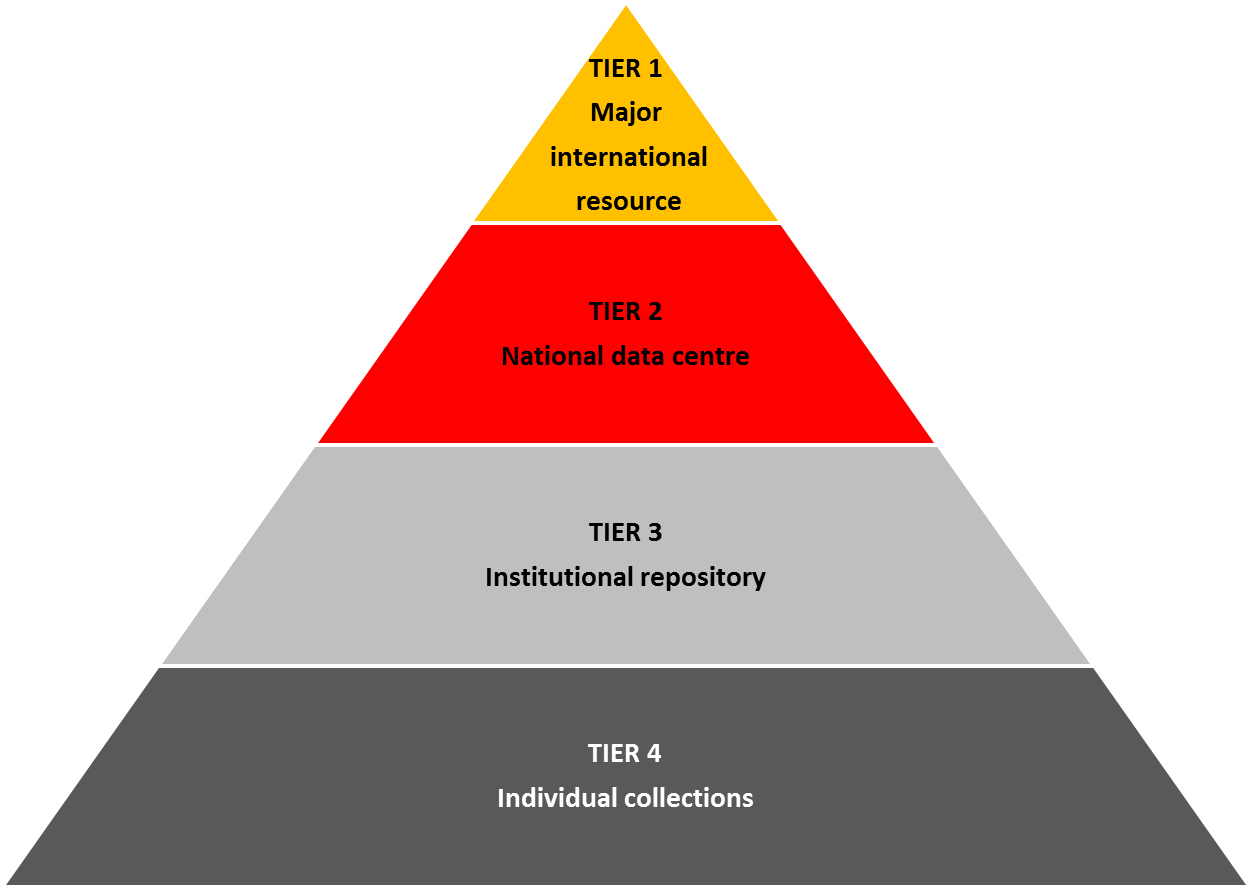 TIER 1
Major
international
resource
TIER 2
National data centre
TIER 3
Institutional repository
TIER 4
Individual collections